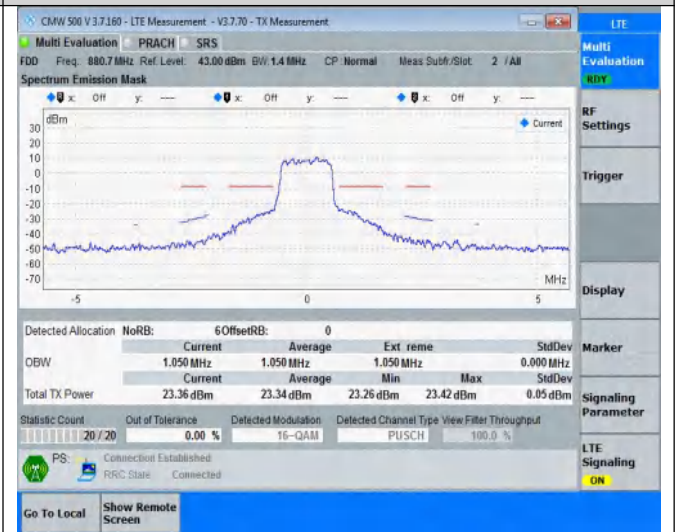 CMW 500 V 3.7.160 - LTE Measurement - V3.7.70 - TX Measurement
LTE
Multi Evaluation PRACH SRS
Multi Evaluation
RDY
FDD Freq: 880.7 MHz Ref. Level: 43.00 dBm BW: 1.4 MHz CP: Normal Meas Subfr./Slot: 2 / All
Spectrum Emission Mask
x: Off y: --- x: Off y: --- x: Off y: ---
RF Settings
dBm
Current
30
20
10
0
-10
-20
-30
-40
-50
-60
-70
MHz
-5 0 5
Trigger
Display
Detected Allocation NoRB: 6 OffsetRB: 0
Current Average Ext reme StdDev
OBW 1.050 MHz 1.050 MHz 1.050 MHz 0.000 MHz
Current Average Min Max StdDev
Total TX Power 23.36 dBm 23.34 dBm 23.26 dBm 23.42 dBm 0.05 dBm
Marker
Signaling Parameter
Statistic Count Out of Tolerance Detected Modulation Detected Channel Type View Filter Throughput
20 / 20 0.00 % 16-QAM PUSCH 100.0 %
PS: Connection Established
RRC State Connected
LTE Signaling
ON
Go To Local
Show Remote Screen